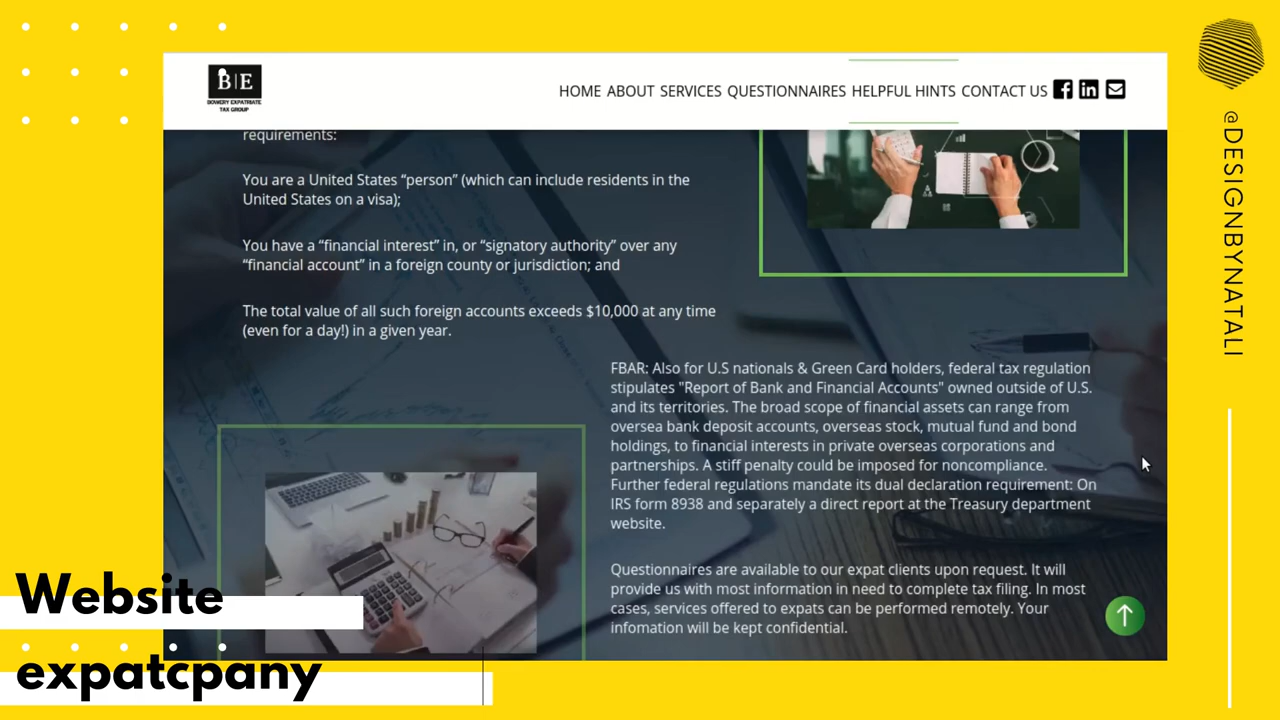 B|E
BOWERY EXPATRIATE
TAX GROUP
HOME ABOUT SERVICES QUESTIONNAIRES HELPFUL HINTS CONTACT US
requirements:
You are a United States “person” (which can include residents in the
United States on a visa);
You have a “financial interest” in, or “signatory authority” over any
“financial account” in a foreign county or jurisdiction; and
The total value of all such foreign accounts exceeds $10,000 at any time
(even for a day!) in a given year.
FBAR: Also for U.S nationals & Green Card holders, federal tax regulation
stipulates "Report of Bank and Financial Accounts" owned outside of U.S.
and its territories. The broad scope of financial assets can range from
oversea bank deposit accounts, overseas stock, mutual fund and bond
holdings, to financial interests in private overseas corporations and
partnerships. A stiff penalty could be imposed for noncompliance.
Further federal regulations mandate its dual declaration requirement: On
IRS form 8938 and separately a direct report at the Treasury department
website.
Questionnaires are available to our expat clients upon request. It will
provide us with most information in need to complete tax filing. In most
cases, services offered to expats can be performed remotely. Your
infomation will be kept confidential.
Website
expatcpany
@DESIGNBYNATALI